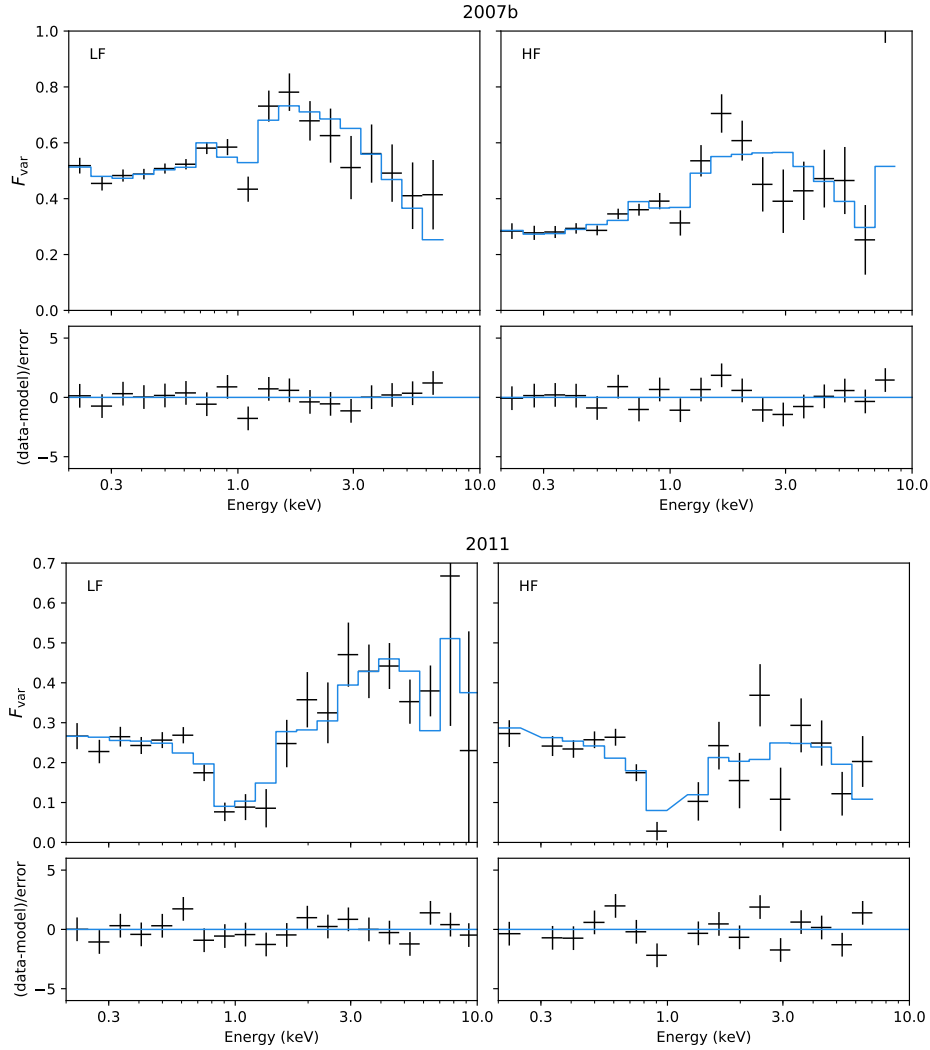 2007b
LF
HF
1.0
0.8
0.6
0.4
0.2
0.0
F_var
5
0
−5
(data-model)/error
0.3 1.0 3.0 10.0
0.3 1.0 3.0 10.0
Energy (keV)
Energy (keV)
2011
LF
HF
0.7
0.6
0.5
0.4
0.3
0.2
0.1
0.0
F_var
5
0
−5
(data-model)/error
0.3 1.0 3.0 10.0
0.3 1.0 3.0 10.0
Energy (keV)
Energy (keV)